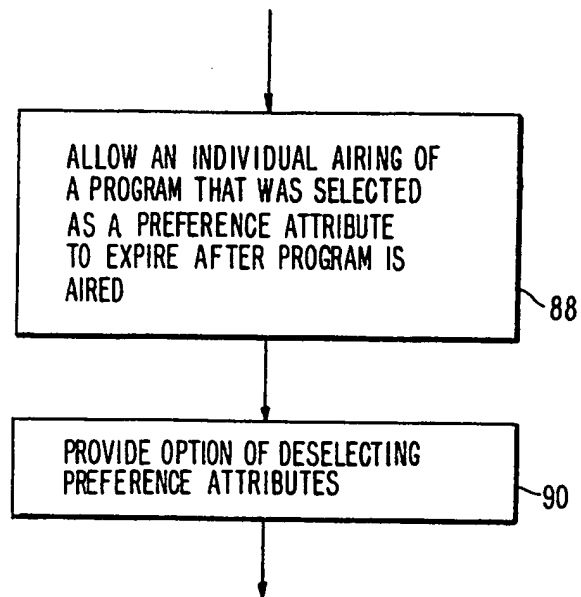 ALLOW AN INDIVIDUAL AIRING OF
A PROGRAM THAT WAS SELECTED
AS A PREFERENCE ATTRIBUTE
TO EXPIRE AFTER PROGRAM IS
AIRED
88
PROVIDE OPTION OF DESELECTING
PREFERENCE ATTRIBUTES
90